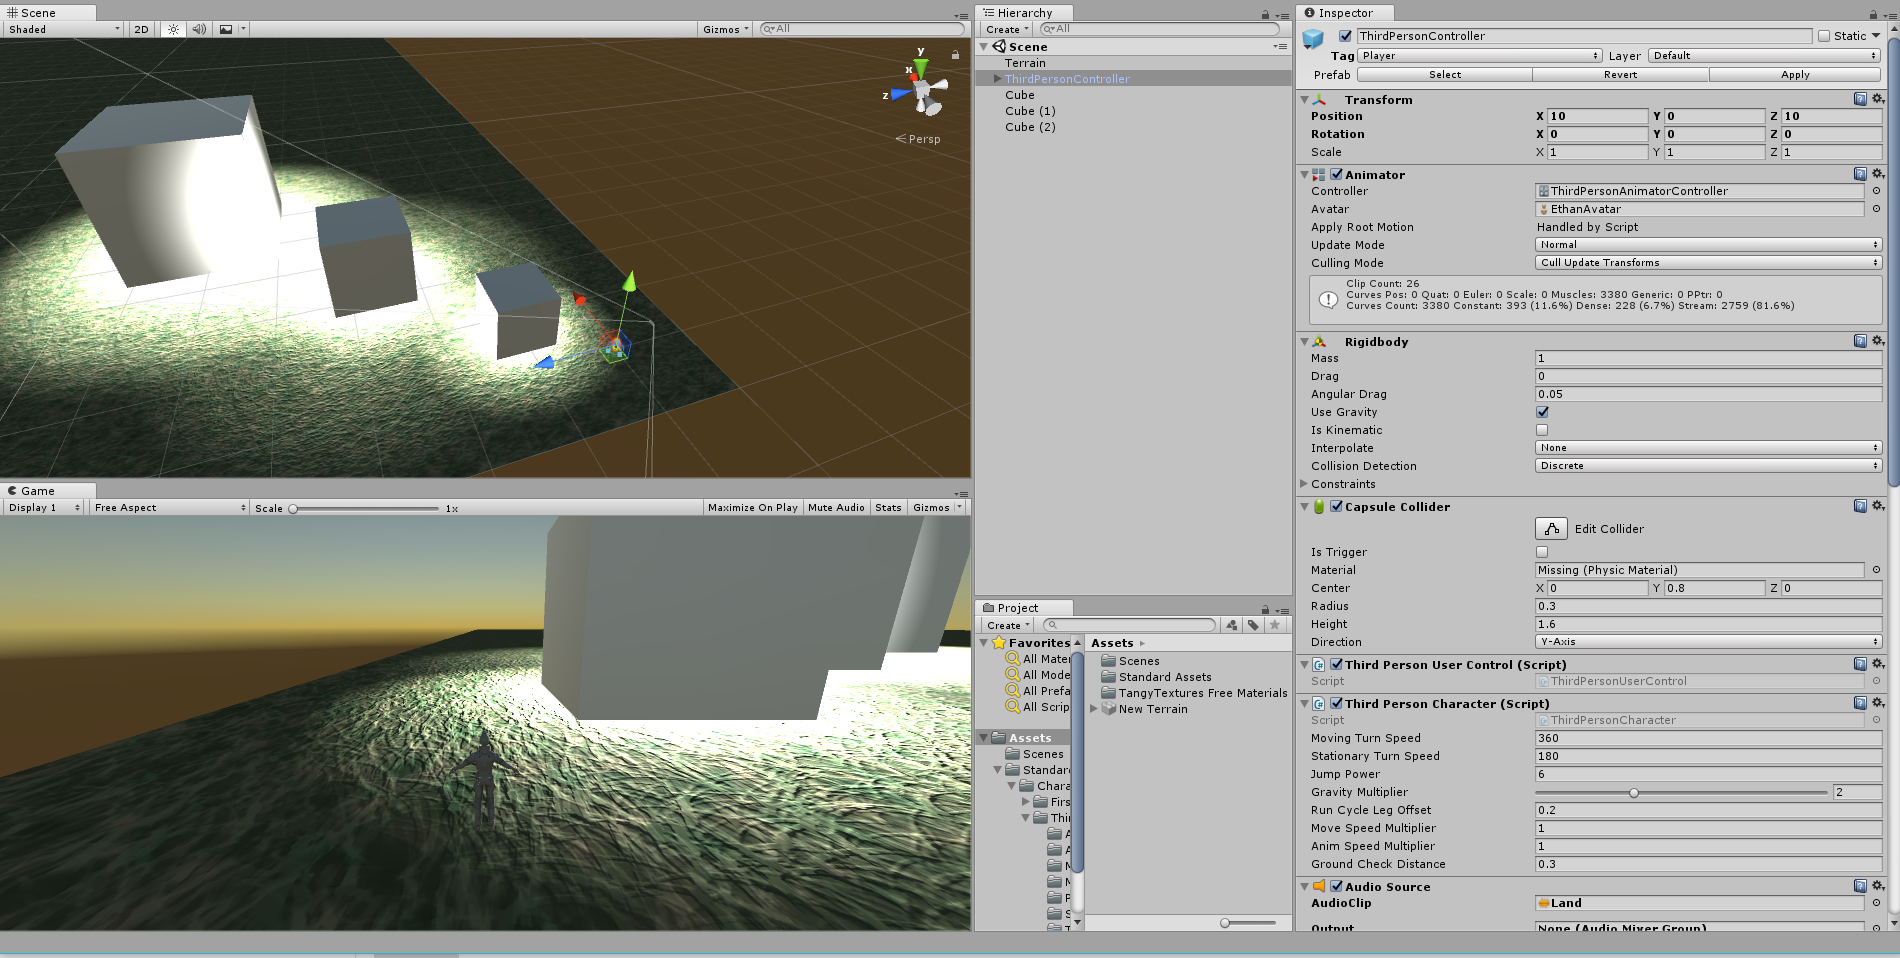 Scene
Shaded
2D
Gizmos
All
y
x
z
Persp
Game
Display 1
Free Aspect
Scale
1x
Maximize On Play
Mute Audio
Stats
Gizmos
Hierarchy
Create
All
Scene
Terrain
ThirdPersonController
Cube
Cube (1)
Cube (2)
Project
Create
Favorites
All Mater
All Mode
All Prefa
All Scrip
Assets
Scenes
Standard
Chara
Firs
Thir
Assets
Scenes
Standard Assets
TangyTextures Free Materials
New Terrain
Inspector
ThirdPersonController
Static
Tag Player Layer Default
Prefab Select Revert Apply
Transform
Position X 10 Y 0 Z 10
Rotation X 0 Y 0 Z 0
Scale X 1 Y 1 Z 1
Animator
Controller ThirdPersonAnimatorController
Avatar EthanAvatar
Apply Root Motion Handled by Script
Update Mode Normal
Culling Mode Cull Update Transforms
Clip Count: 26
Curves Pos: 0 Quat: 0 Euler: 0 Scale: 0 Muscles: 3380 Generic: 0 PPtr: 0
Curves Count: 3380 Constant: 393 (11.6%) Dense: 228 (6.7%) Stream: 2759 (81.6%)
Rigidbody
Mass 1
Drag 0
Angular Drag 0.05
Use Gravity
Is Kinematic
Interpolate None
Collision Detection Discrete
Constraints
Capsule Collider
Edit Collider
Is Trigger
Material Missing (Physic Material)
Center X 0 Y 0.8 Z 0
Radius 0.3
Height 1.6
Direction Y-Axis
Third Person User Control (Script)
Script ThirdPersonUserControl
Third Person Character (Script)
Script ThirdPersonCharacter
Moving Turn Speed 360
Stationary Turn Speed 180
Jump Power 6
Gravity Multiplier 2
Run Cycle Leg Offset 0.2
Move Speed Multiplier 1
Anim Speed Multiplier 1
Ground Check Distance 0.3
Audio Source
AudioClip Land
Output None (Audio Mixer Group)